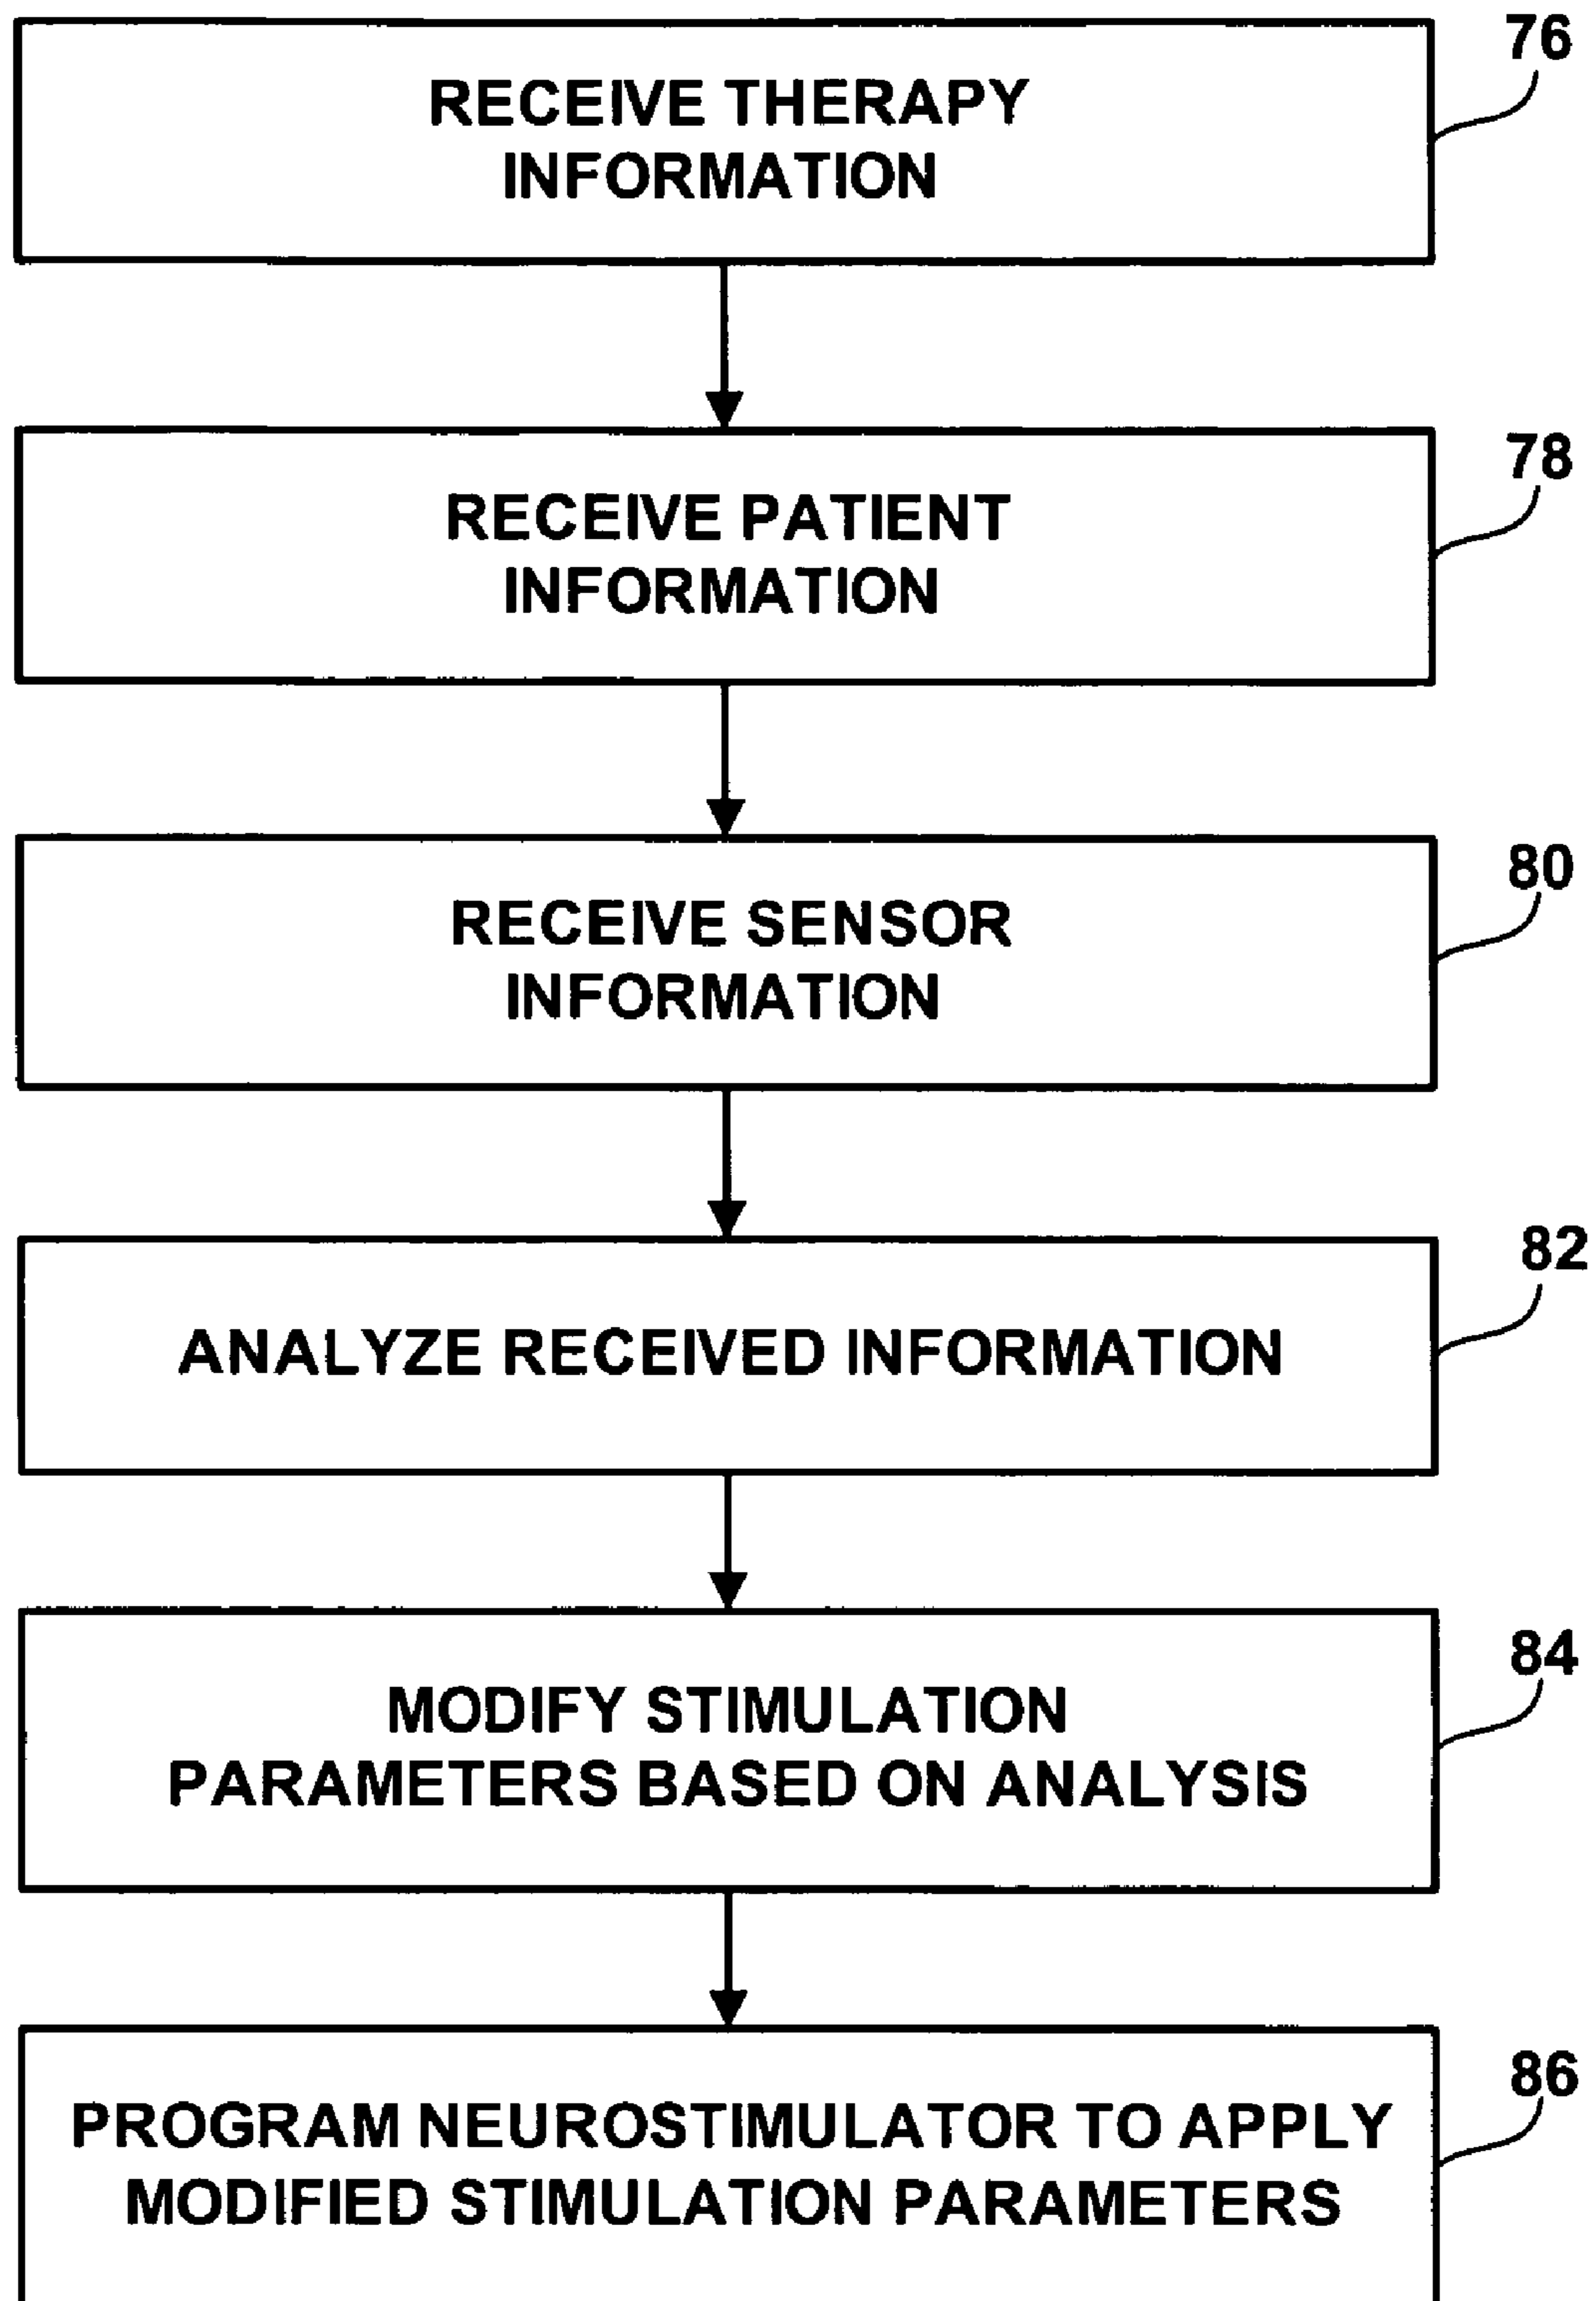 76
RECEIVE THERAPY
INFORMATION
78
RECEIVE PATIENT
INFORMATION
80
RECEIVE SENSOR
INFORMATION
82
ANALYZE RECEIVED INFORMATION
84
MODIFY STIMULATION
PARAMETERS BASED ON ANALYSIS
86
PROGRAM NEUROSTIMULATOR TO APPLY
MODIFIED STIMULATION PARAMETERS